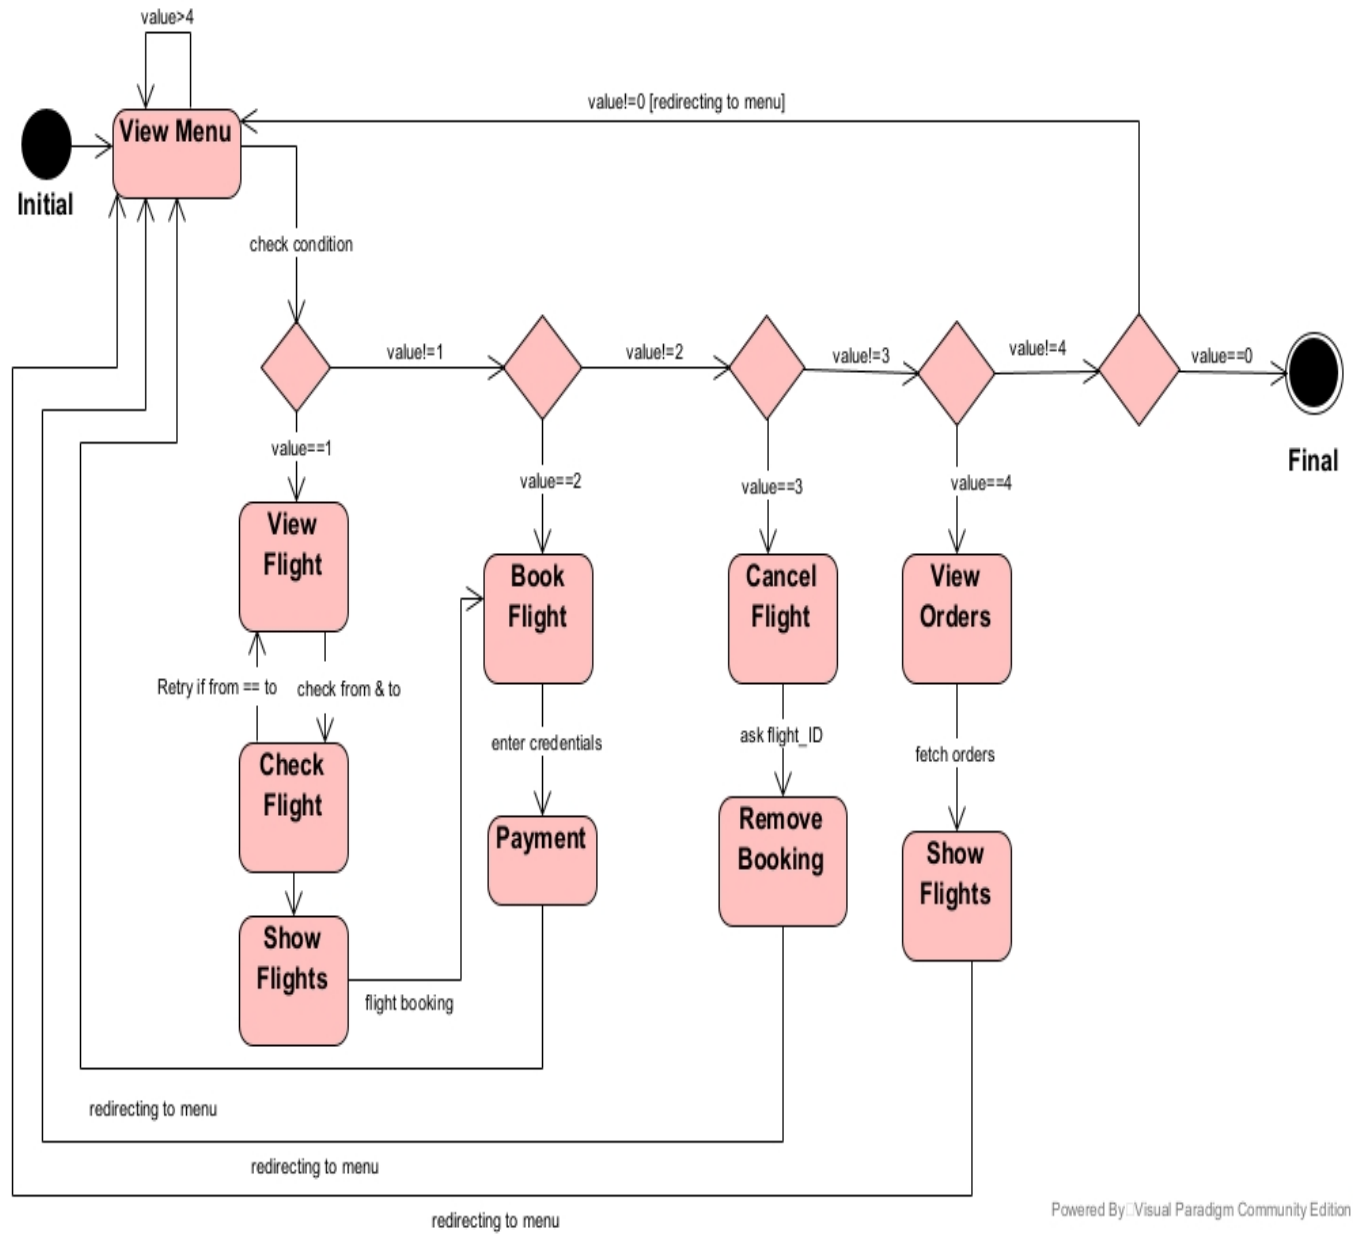 value>4
value!=0 [redirecting to menu]
View Menu
Initial
check condition
value!=1
value!=2
value!=3
value!=4
value==0
Final
value==1
value==2
value==3
value==4
View
Flight
Book
Flight
Cancel
Flight
View
Orders
Retry if from == to
check from & to
enter credentials
ask flight_ID
fetch orders
Check
Flight
Payment
Remove
Booking
Show
Flights
Show
Flights
flight booking
redirecting to menu
redirecting to menu
redirecting to menu
Powered By Visual Paradigm Community Edition